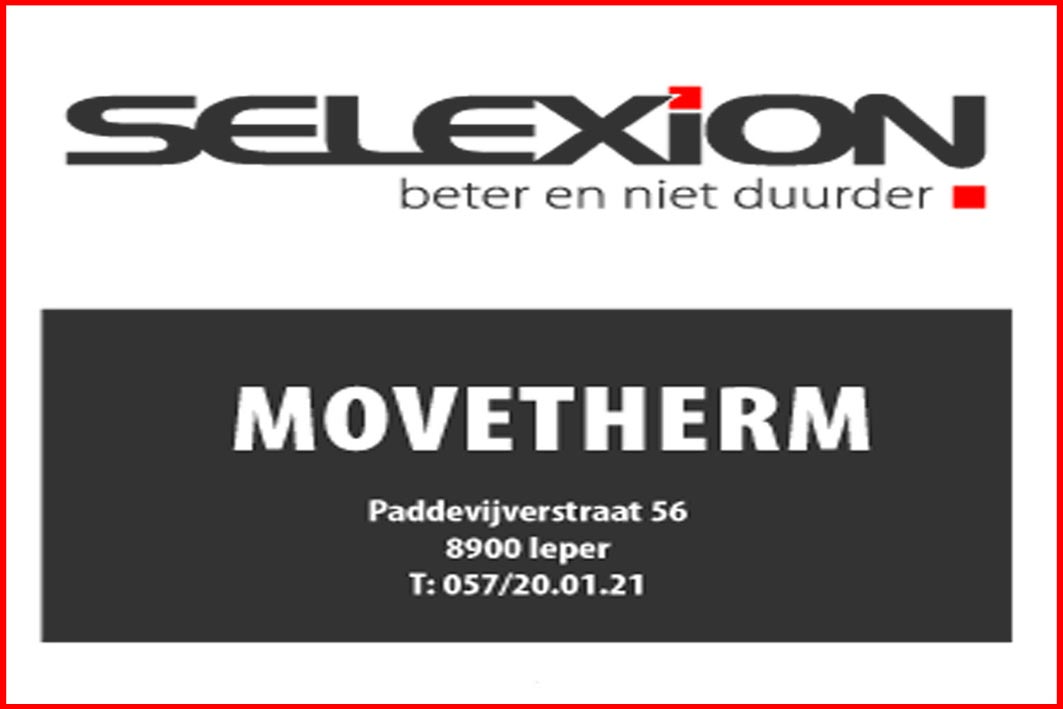 SELEXiON
beter en niet duurder
MOVETHERM
Paddevijverstraat 56
8900 Ieper
T: 057/20.01.21